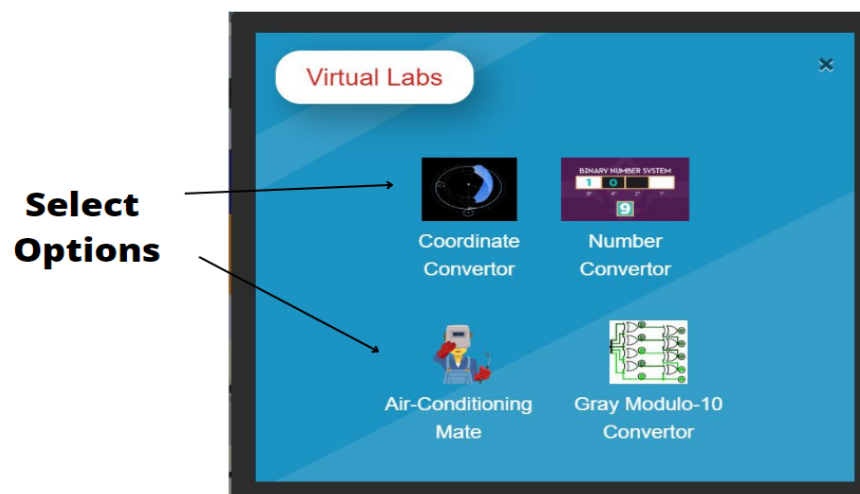 Virtual Labs
×
Select
Options
BINARY NUMBER SYSTEM
1 0
9
Coordinate
Convertor
Number
Convertor
Air-Conditioning
Mate
Gray Modulo-10
Convertor